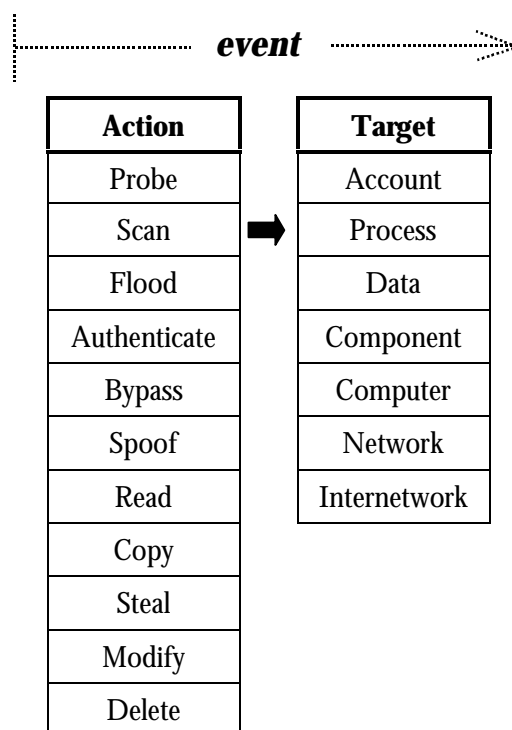 event
Action
Target
Probe
Account
Scan
Process
Flood
Data
Authenticate
Component
Bypass
Computer
Spoof
Network
Read
Internetwork
Copy
Steal
Modify
Delete